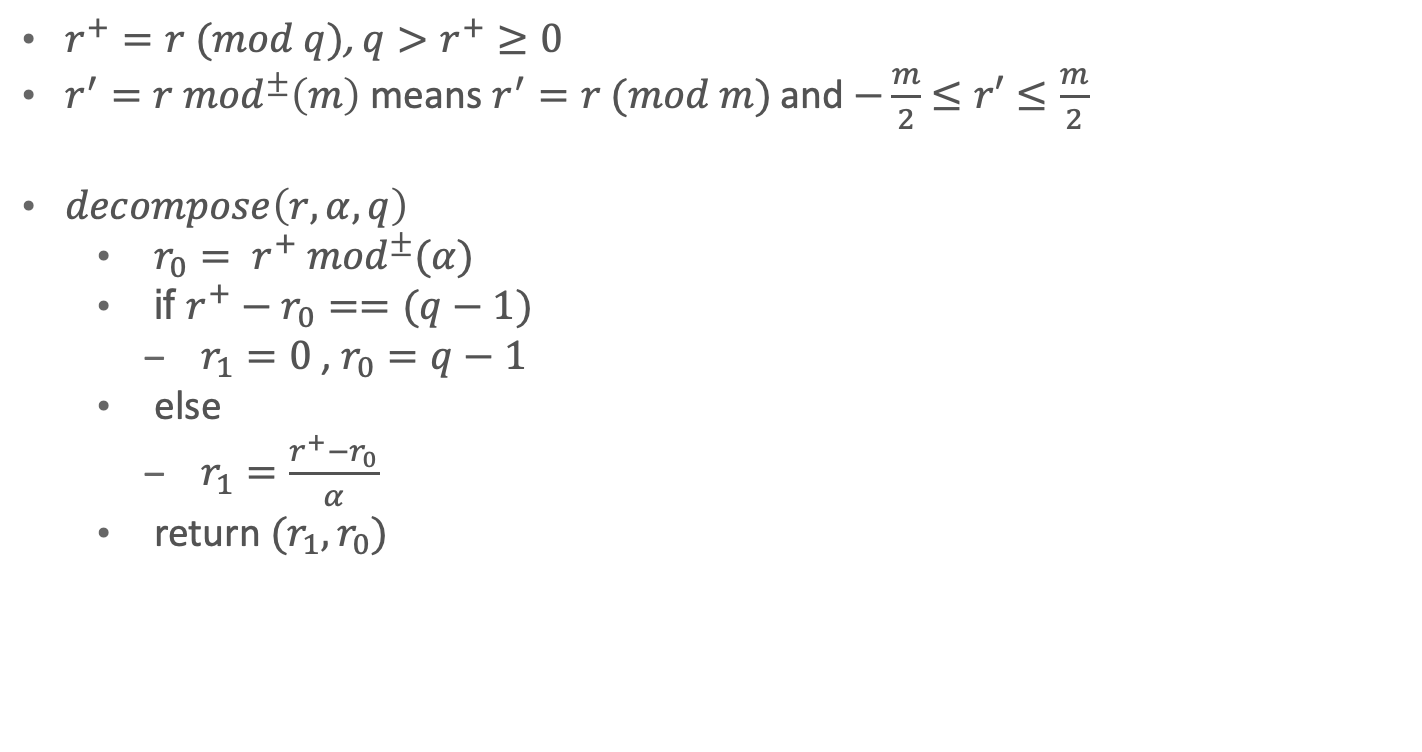 • r⁺ = r (mod q), q > r⁺ ≥ 0
• r′ = r mod^±(m) means r′ = r (mod m) and −m/2 ≤ r′ ≤ m/2
• decompose(r, α, q)
• r₀ = r⁺ mod^±(α)
• if r⁺ − r₀ == (q − 1)
– r₁ = 0 , r₀ = q − 1
• else
– r₁ = (r⁺−r₀)/α
• return (r₁, r₀)